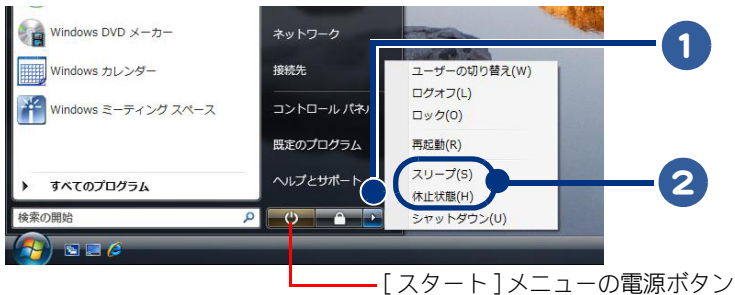 Windows DVD メーカー
Windows カレンダー
Windows ミーティング スペース
すべてのプログラム
検索の開始
ネットワーク
接続先
コントロール パネル
既定のプログラム
ヘルプとサポート
ユーザーの切り替え(W)
ログオフ(L)
ロック(O)
再起動(R)
スリープ(S)
休止状態(H)
シャットダウン(U)
1
2
[ スタート ] メニューの電源ボタン